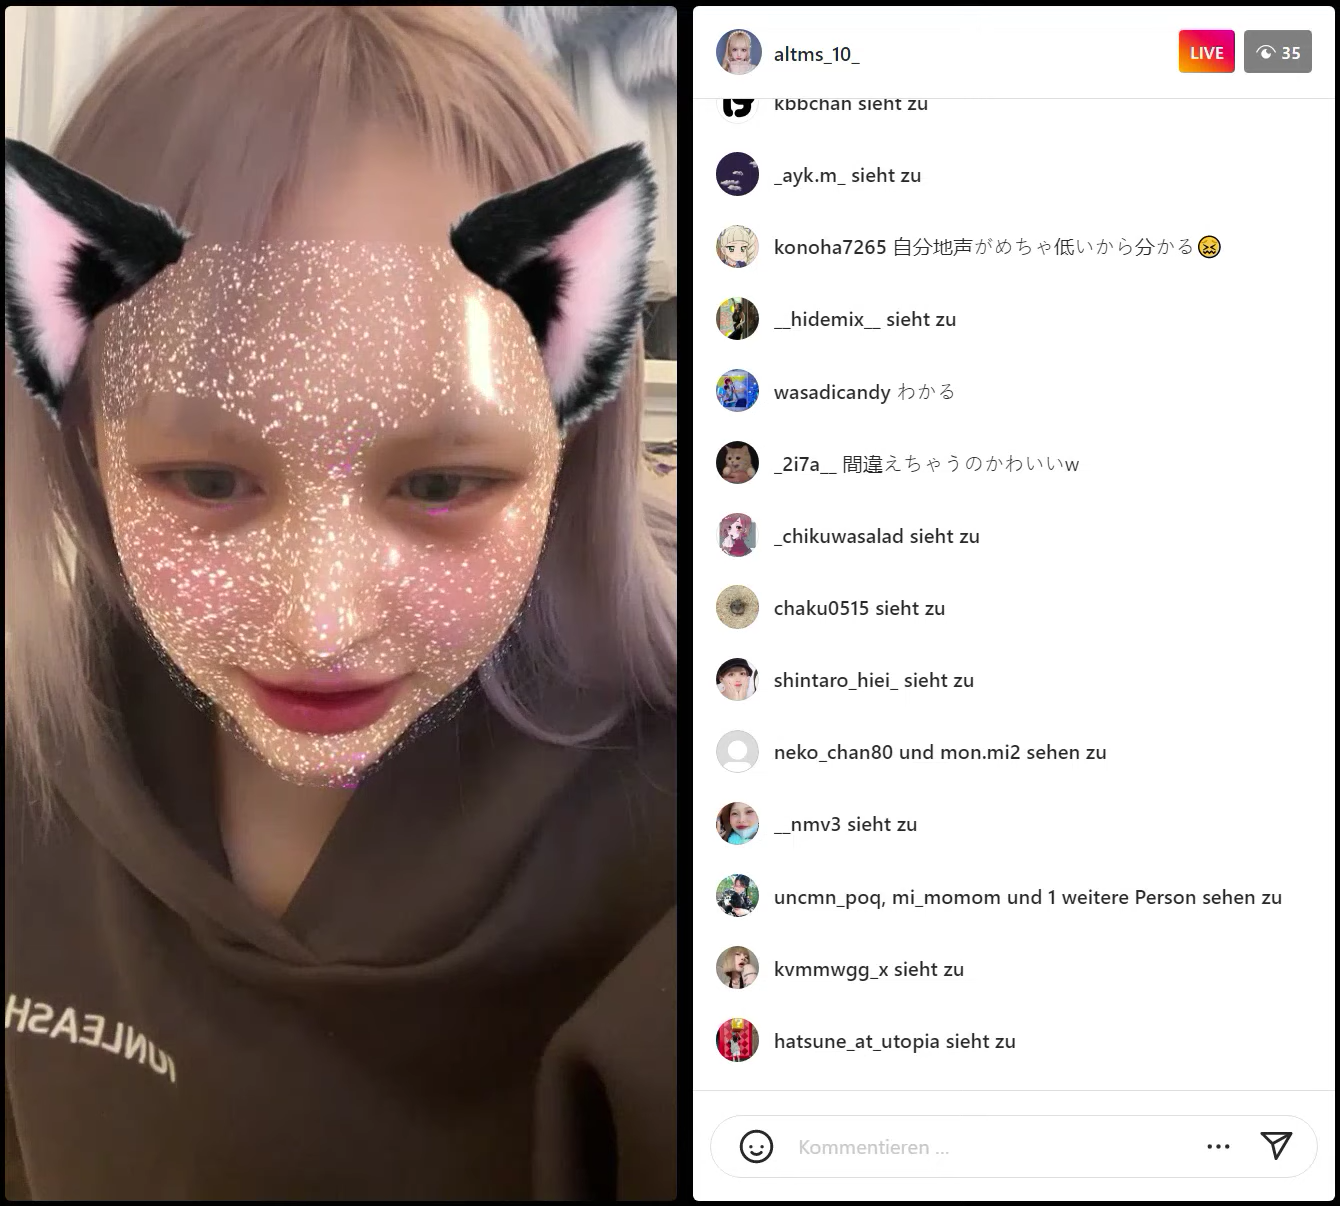 altms_10_
LIVE
35
kbbchan sieht zu
_ayk.m_ sieht zu
konoha7265 自分地声がめちゃ低いから分かる😖
__hidemix__ sieht zu
wasadicandy わかる
_2i7a__ 間違えちゃうのかわいいw
_chikuwasalad sieht zu
chaku0515 sieht zu
shintaro_hiei_ sieht zu
neko_chan80 und mon.mi2 sehen zu
__nmv3 sieht zu
uncmn_poq, mi_momom und 1 weitere Person sehen zu
kvmmwgg_x sieht zu
hatsune_at_utopia sieht zu
Kommentieren ...
/UNLEASH